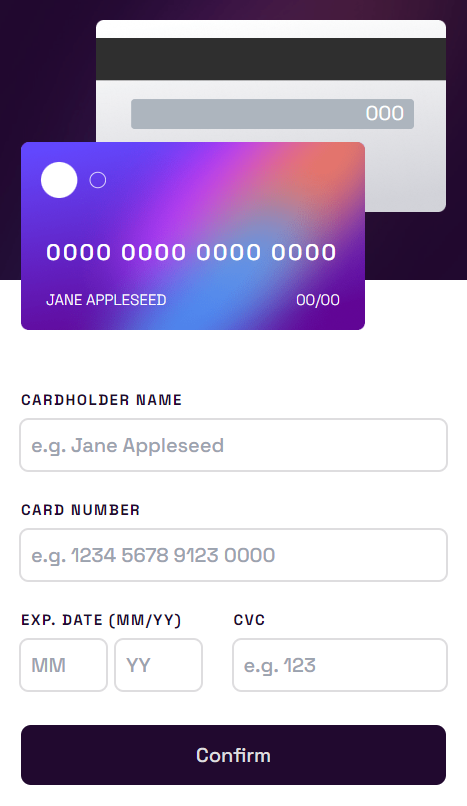 000
0000 0000 0000 0000
JANE APPLESEED 00/00
CARDHOLDER NAME
e.g. Jane Appleseed
CARD NUMBER
e.g. 1234 5678 9123 0000
EXP. DATE (MM/YY) CVC
MM YY e.g. 123
Confirm